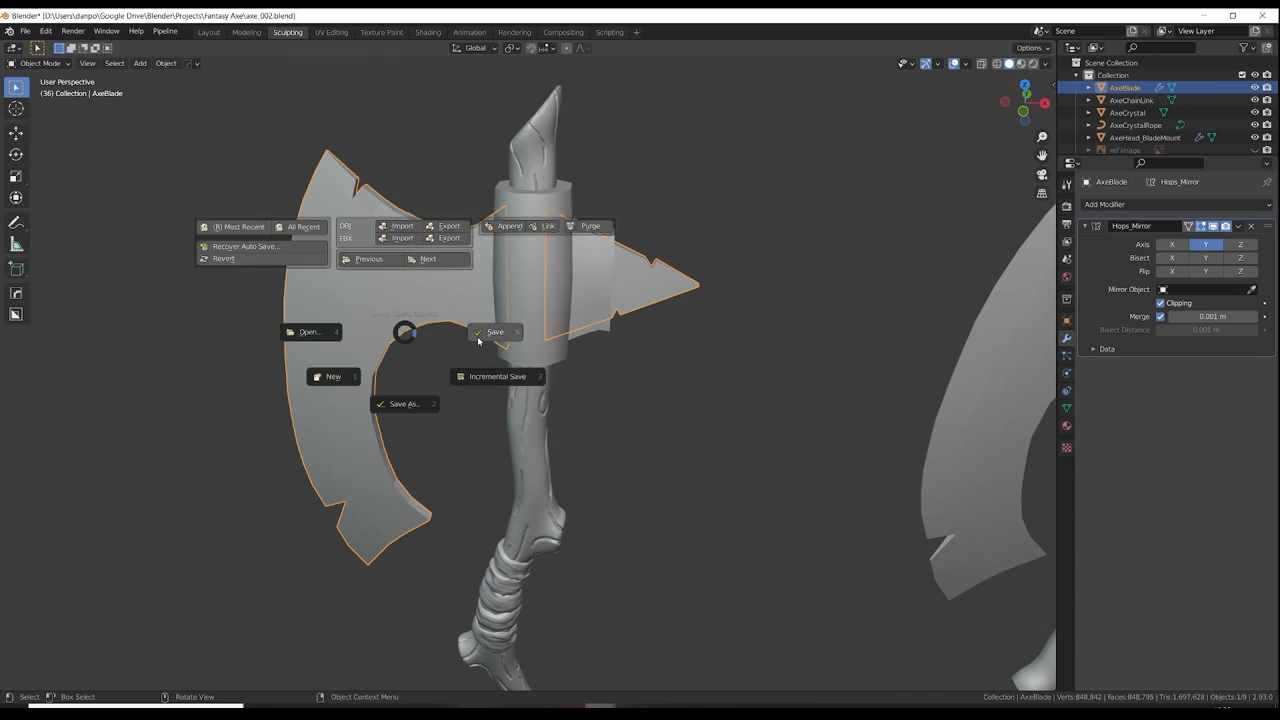 Blender* [D:\Users\danpo\Google Drive\Blender\Projects\Fantasy Axe\axe_002.blend]
File Edit Render Window Help Pipeline Layout Modeling Sculpting UV Editing Texture Paint Shading Animation Rendering Compositing Scripting + Scene View Layer
Global Options
Object Mode View Select Add Object
User Perspective
(36) Collection | AxeBlade
Scene Collection
Collection
AxeBlade
AxeChainLink
AxeCrystal
AxeCrystalRope
AxeHead_BladeMount
ref image
X
AxeBlade Hops_Mirror
Add Modifier
Hops_Mirror
Axis X Y Z
Bisect X Y Z
Flip X Y Z
Mirror Object
Clipping
Merge 0.001 m
Bisect Distance 0.001 m
Data
(R) Most Recent All Recent OBJ Import Export Append Link Purge
FBX Import Export
Recover Auto Save...
Revert Previous Next
Open... 4 Save 6
New 1 Incremental Save 3
Save As.. 2
Select Box Select Rotate View Object Context Menu Collection | AxeBlade | Verts:848,842 | Faces:848,795 | Tris:1,697,628 | Objects:1/9 | 2.93.0